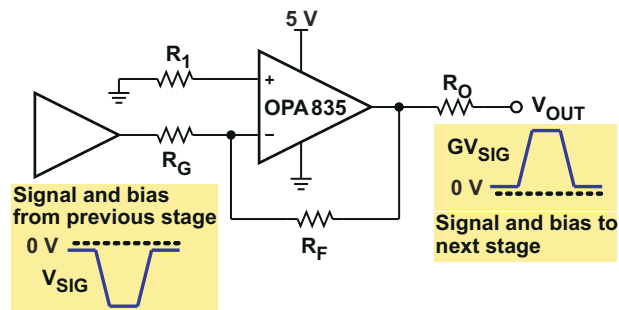 5 V
R1
+
OPA835
RO
VOUT
RG
−
GVSIG
0 V
Signal and bias to
next stage
Signal and bias
from previous stage
0 V
VSIG
RF